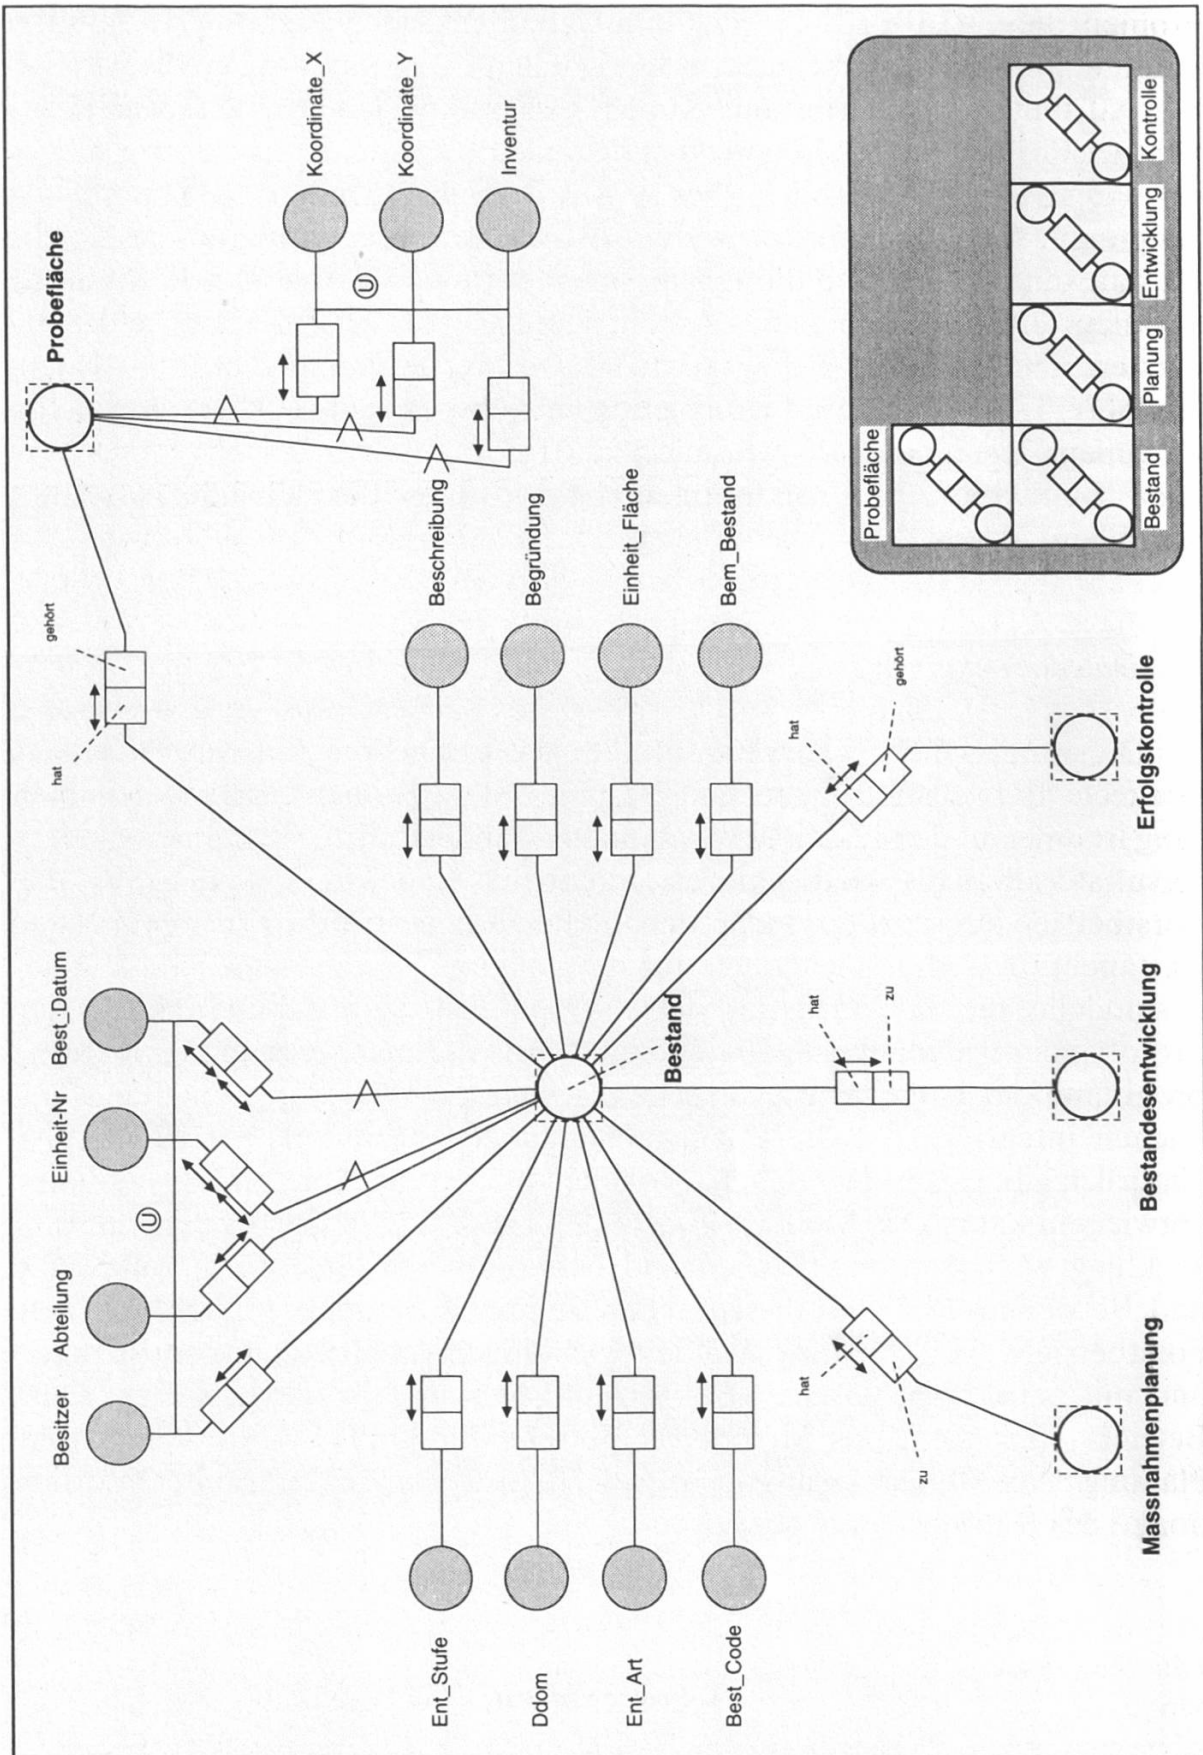 Besitzer
Abteilung
Einheit-Nr
Best_Datum
hat
gehört
Probefläche
U
Koordinate_X
U
Koordinate_Y
Inventur
Ent_Stufe
Beschreibung
Ddom
Begründung
Ent_Art
Einheit_Fläche
Bestand
Best_Code
Bem_Bestand
hat
zu
hat
zu
hat
gehört
Massnahmenplanung
Bestandesentwicklung
Erfolgskontrolle
Probefläche
Bestand
Planung
Entwicklung
Kontrolle